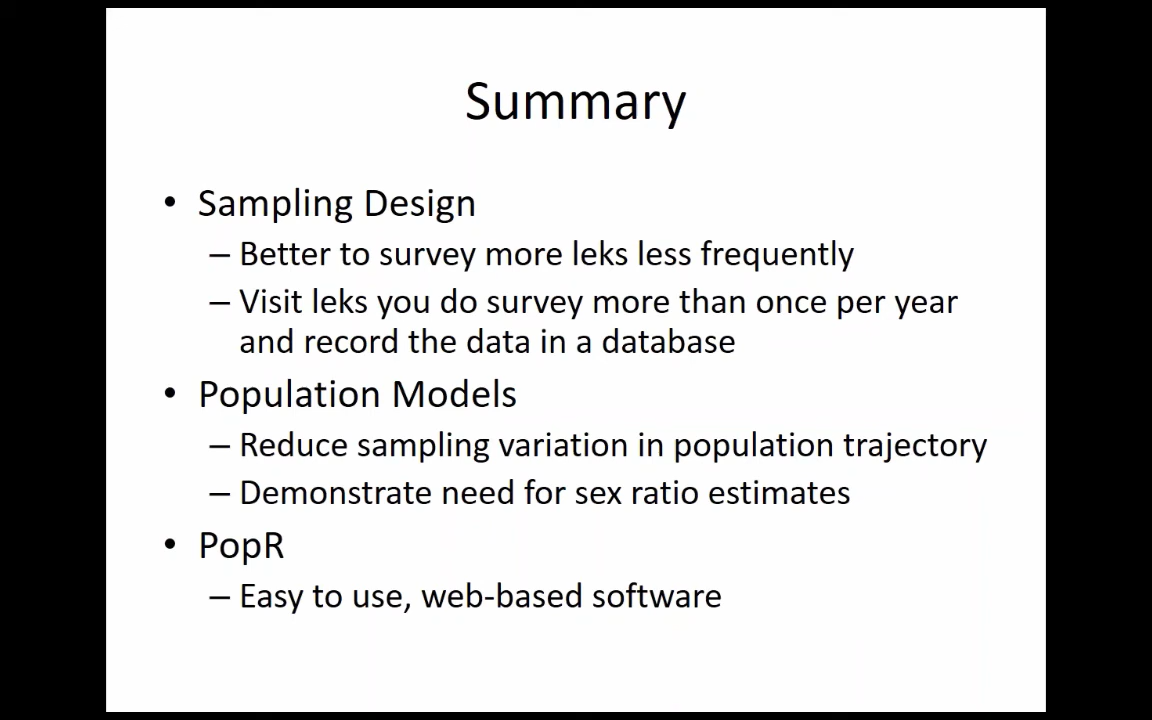 Summary
• Sampling Design
– Better to survey more leks less frequently
– Visit leks you do survey more than once per year
and record the data in a database
• Population Models
– Reduce sampling variation in population trajectory
– Demonstrate need for sex ratio estimates
• PopR
– Easy to use, web-based software